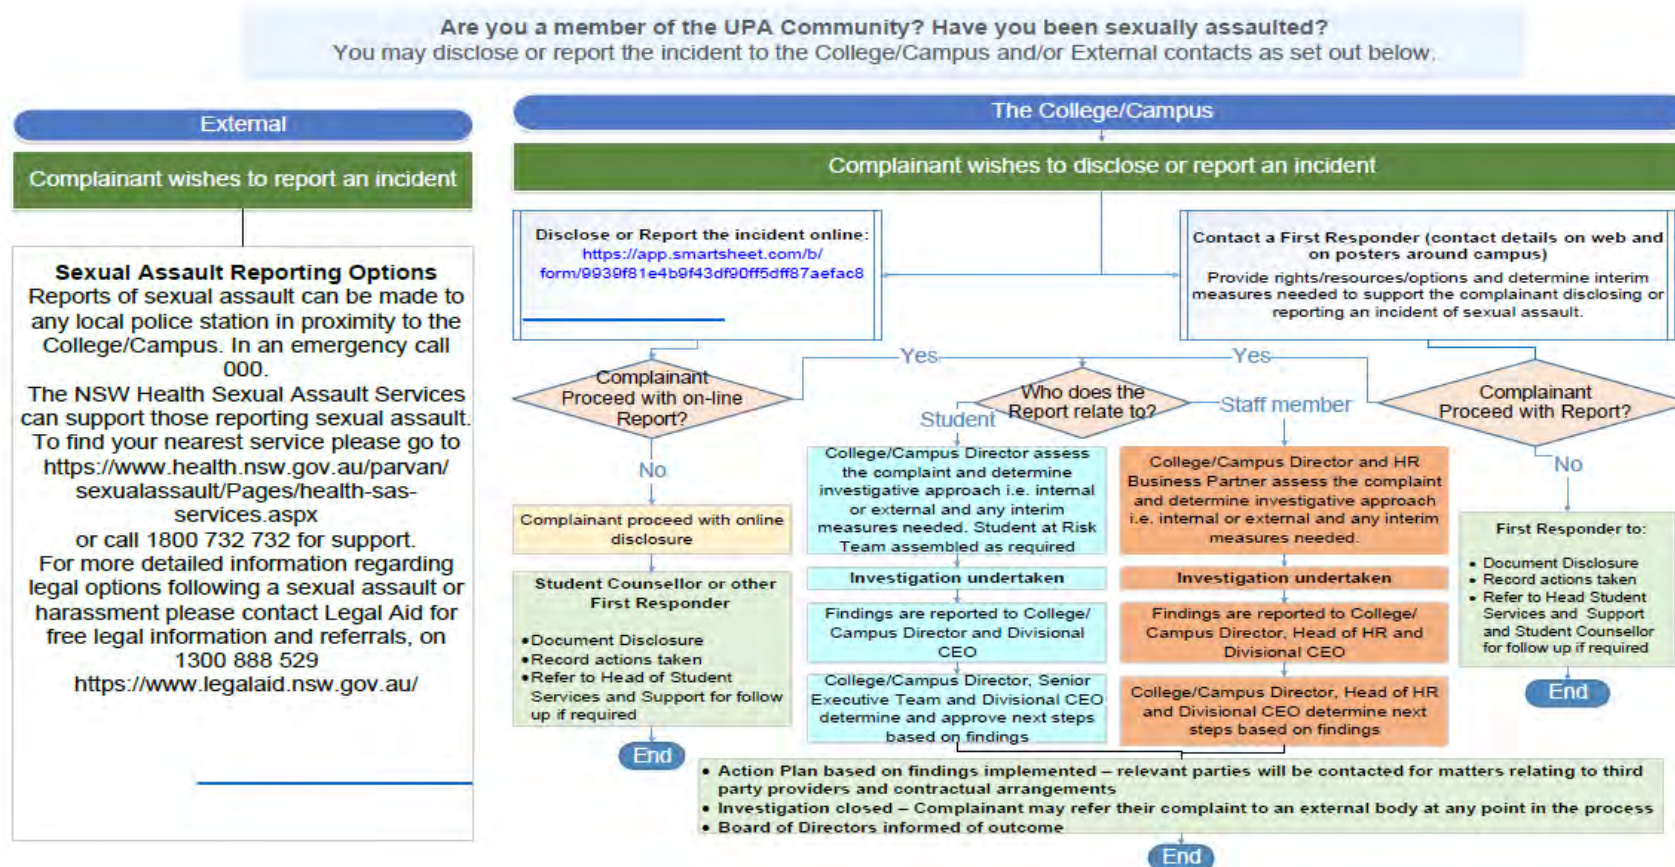 Are you a member of the UPA Community? Have you been sexually assaulted?
You may disclose or report the incident to the College/Campus and/or External contacts as set out below.
External
Complainant wishes to report an incident
Sexual Assault Reporting Options
Reports of sexual assault can be made to
any local police station in proximity to the
College/Campus. In an emergency call
000.
The NSW Health Sexual Assault Services
can support those reporting sexual assault.
To find your nearest service please go to
https://www.health.nsw.gov.au/parvan/
sexualassault/Pages/health-sas-
services.aspx
or call 1800 732 732 for support.
For more detailed information regarding
legal options following a sexual assault or
harassment please contact Legal Aid for
free legal information and referrals, on
1300 888 529
https://www.legalaid.nsw.gov.au/
The College/Campus
Complainant wishes to disclose or report an incident
Disclose or Report the incident online:
https://app.smartsheet.com/b/
form/9939f81e4b9f43df90ff5dff87aefac8
Contact a First Responder (contact details on web and
on posters around campus)
Provide rights/resources/options and determine interim
measures needed to support the complainant disclosing or
reporting an incident of sexual assault.
Complainant
Proceed with on-line
Report?
Yes
Who does the
Report relate to?
Yes
Complainant
Proceed with Report?
Student
Staff member
No
No
Complainant proceed with online
disclosure
Student Counsellor or other
First Responder
•Document Disclosure
•Record actions taken
•Refer to Head of Student
Services and Support for follow
up if required
End
College/Campus Director assess
the complaint and determine
investigative approach i.e. internal
or external and any interim
measures needed. Student at Risk
Team assembled as required
Investigation undertaken
Findings are reported to College/
Campus Director and Divisional
CEO
College/Campus Director, Senior
Executive Team and Divisional CEO
determine and approve next steps
based on findings
College/Campus Director and HR
Business Partner assess the complaint
and determine investigative approach
i.e. internal or external and any interim
measures needed.
Investigation undertaken
Findings are reported to College/
Campus Director, Head of HR and
Divisional CEO
College/Campus Director, Head of HR
and Divisional CEO determine next
steps based on findings
First Responder to:
• Document Disclosure
• Record actions taken
• Refer to Head Student
Services and Support
and Student Counsellor
for follow up if required
End
• Action Plan based on findings implemented – relevant parties will be contacted for matters relating to third
party providers and contractual arrangements
• Investigation closed – Complainant may refer their complaint to an external body at any point in the process
• Board of Directors informed of outcome
End